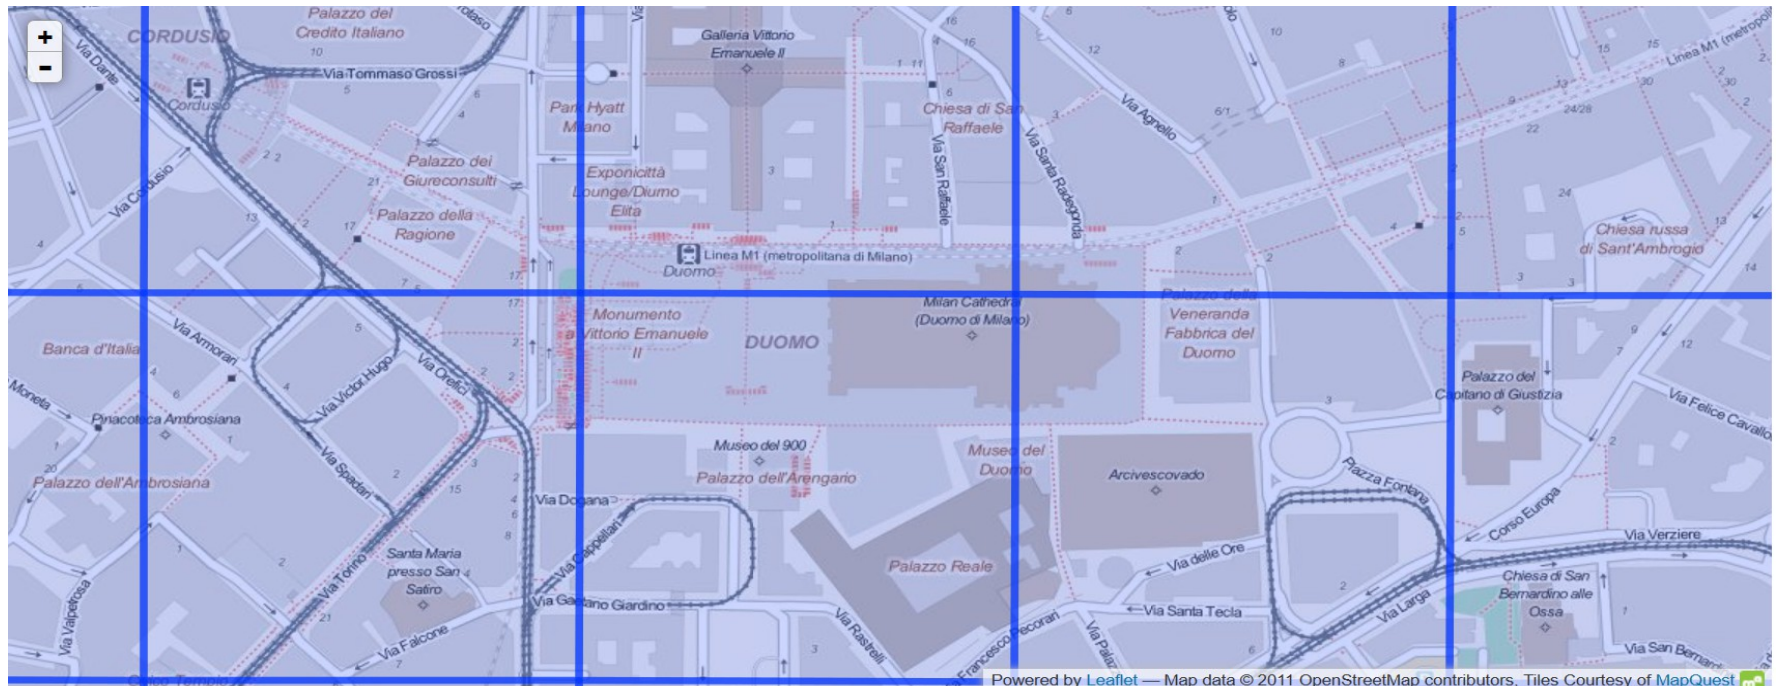 +
−
CORDUSIO
Palazzo del
Credito Italiano
Via Dante
Via Tommaso Grossi
Cordusio
Galleria Vittorio
Emanuele II
Park Hyatt
Milano
Chiesa di San
Raffaele
Via Agnello
Linea M1 (metropo
Palazzo dei
Giureconsulti
Exponicittà
Lounge/Diurno
Elita
Via San Raffaele
Via Santa Radegonda
Via Cordusio
Palazzo della
Ragione
Chiesa russa
di Sant'Ambrogio
Linea M1 (metropolitana di Milano)
Duomo
Milan Cathedral
(Duomo di Milano)
Palazzo della
Veneranda
Fabbrica del
Duomo
Monumento
a Vittorio Emanuele
II
DUOMO
Via Armorari
Banca d'Italia
Via Victor Hugo
Via Orefici
Moneta
Palazzo del
Capitano di Giustizia
Via Felice Cavallo
Pinacoteca Ambrosiana
Museo del 900
Palazzo dell'Arengario
Museo del
Duomo
Arcivescovado
Piazza Fontana
Palazzo dell'Ambrosiana
Via Spadari
Via Dogana
Corso Europa
Via Verziere
Via Cappellari
Santa Maria
presso San
Satiro
Via Torino
Palazzo Reale
Via delle Ore
Chiesa di San
Bernardino alle
Ossa
Via Valpetrosa
Via Gaetano Giardino
Via Santa Tecla
Via Larga
Via Falcone
Via Rastrelli
Francesco Pecorari
Via Palaz
Via San Bernard
Powered by Leaflet — Map data © 2011 OpenStreetMap contributors, Tiles Courtesy of MapQuest